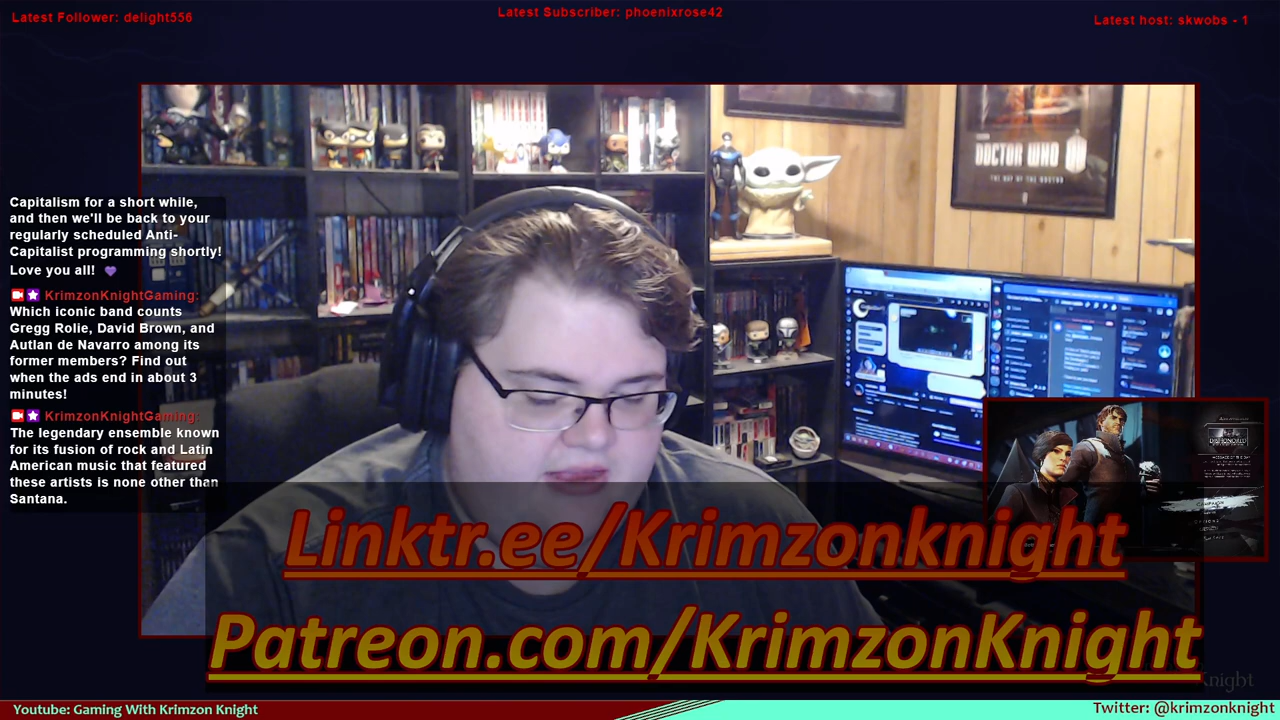 Latest Follower: delight556
Latest Subscriber: phoenixrose42
Latest host: skwobs - 1
DOCTOR WHO
THE DAY OF THE DOCTOR
Capitalism for a short while,
and then we'll be back to your
regularly scheduled Anti-
Capitalist programming shortly!
Love you all! 💜
KrimzonKnightGaming:
Which iconic band counts
Gregg Rolie, David Brown, and
Autlan de Navarro among its
former members? Find out
when the ads end in about 3
minutes!
KrimzonKnightGaming:
The legendary ensemble known
for its fusion of rock and Latin
American music that featured
these artists is none other than
Santana.
DISHONORED
CAMPAIGN
Linktr.ee/Krimzonknight
Patreon.com/KrimzonKnight
Knight
Youtube: Gaming With Krimzon Knight
Twitter: @krimzonknight